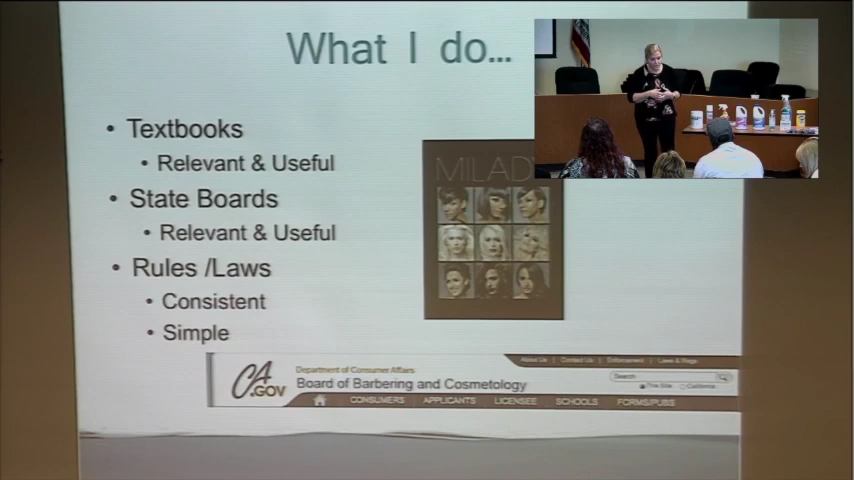 What I do...
• Textbooks
• Relevant & Useful
• State Boards
• Relevant & Useful
• Rules /Laws
• Consistent
• Simple
MILAD
CA.GOV
Department of Consumer Affairs
Board of Barbering and Cosmetology
About Us | Contact Us | Enforcement | Laws & Regs
Search
This Site California
CONSUMERS APPLICANTS LICENSEE SCHOOLS FORMS/PUBS